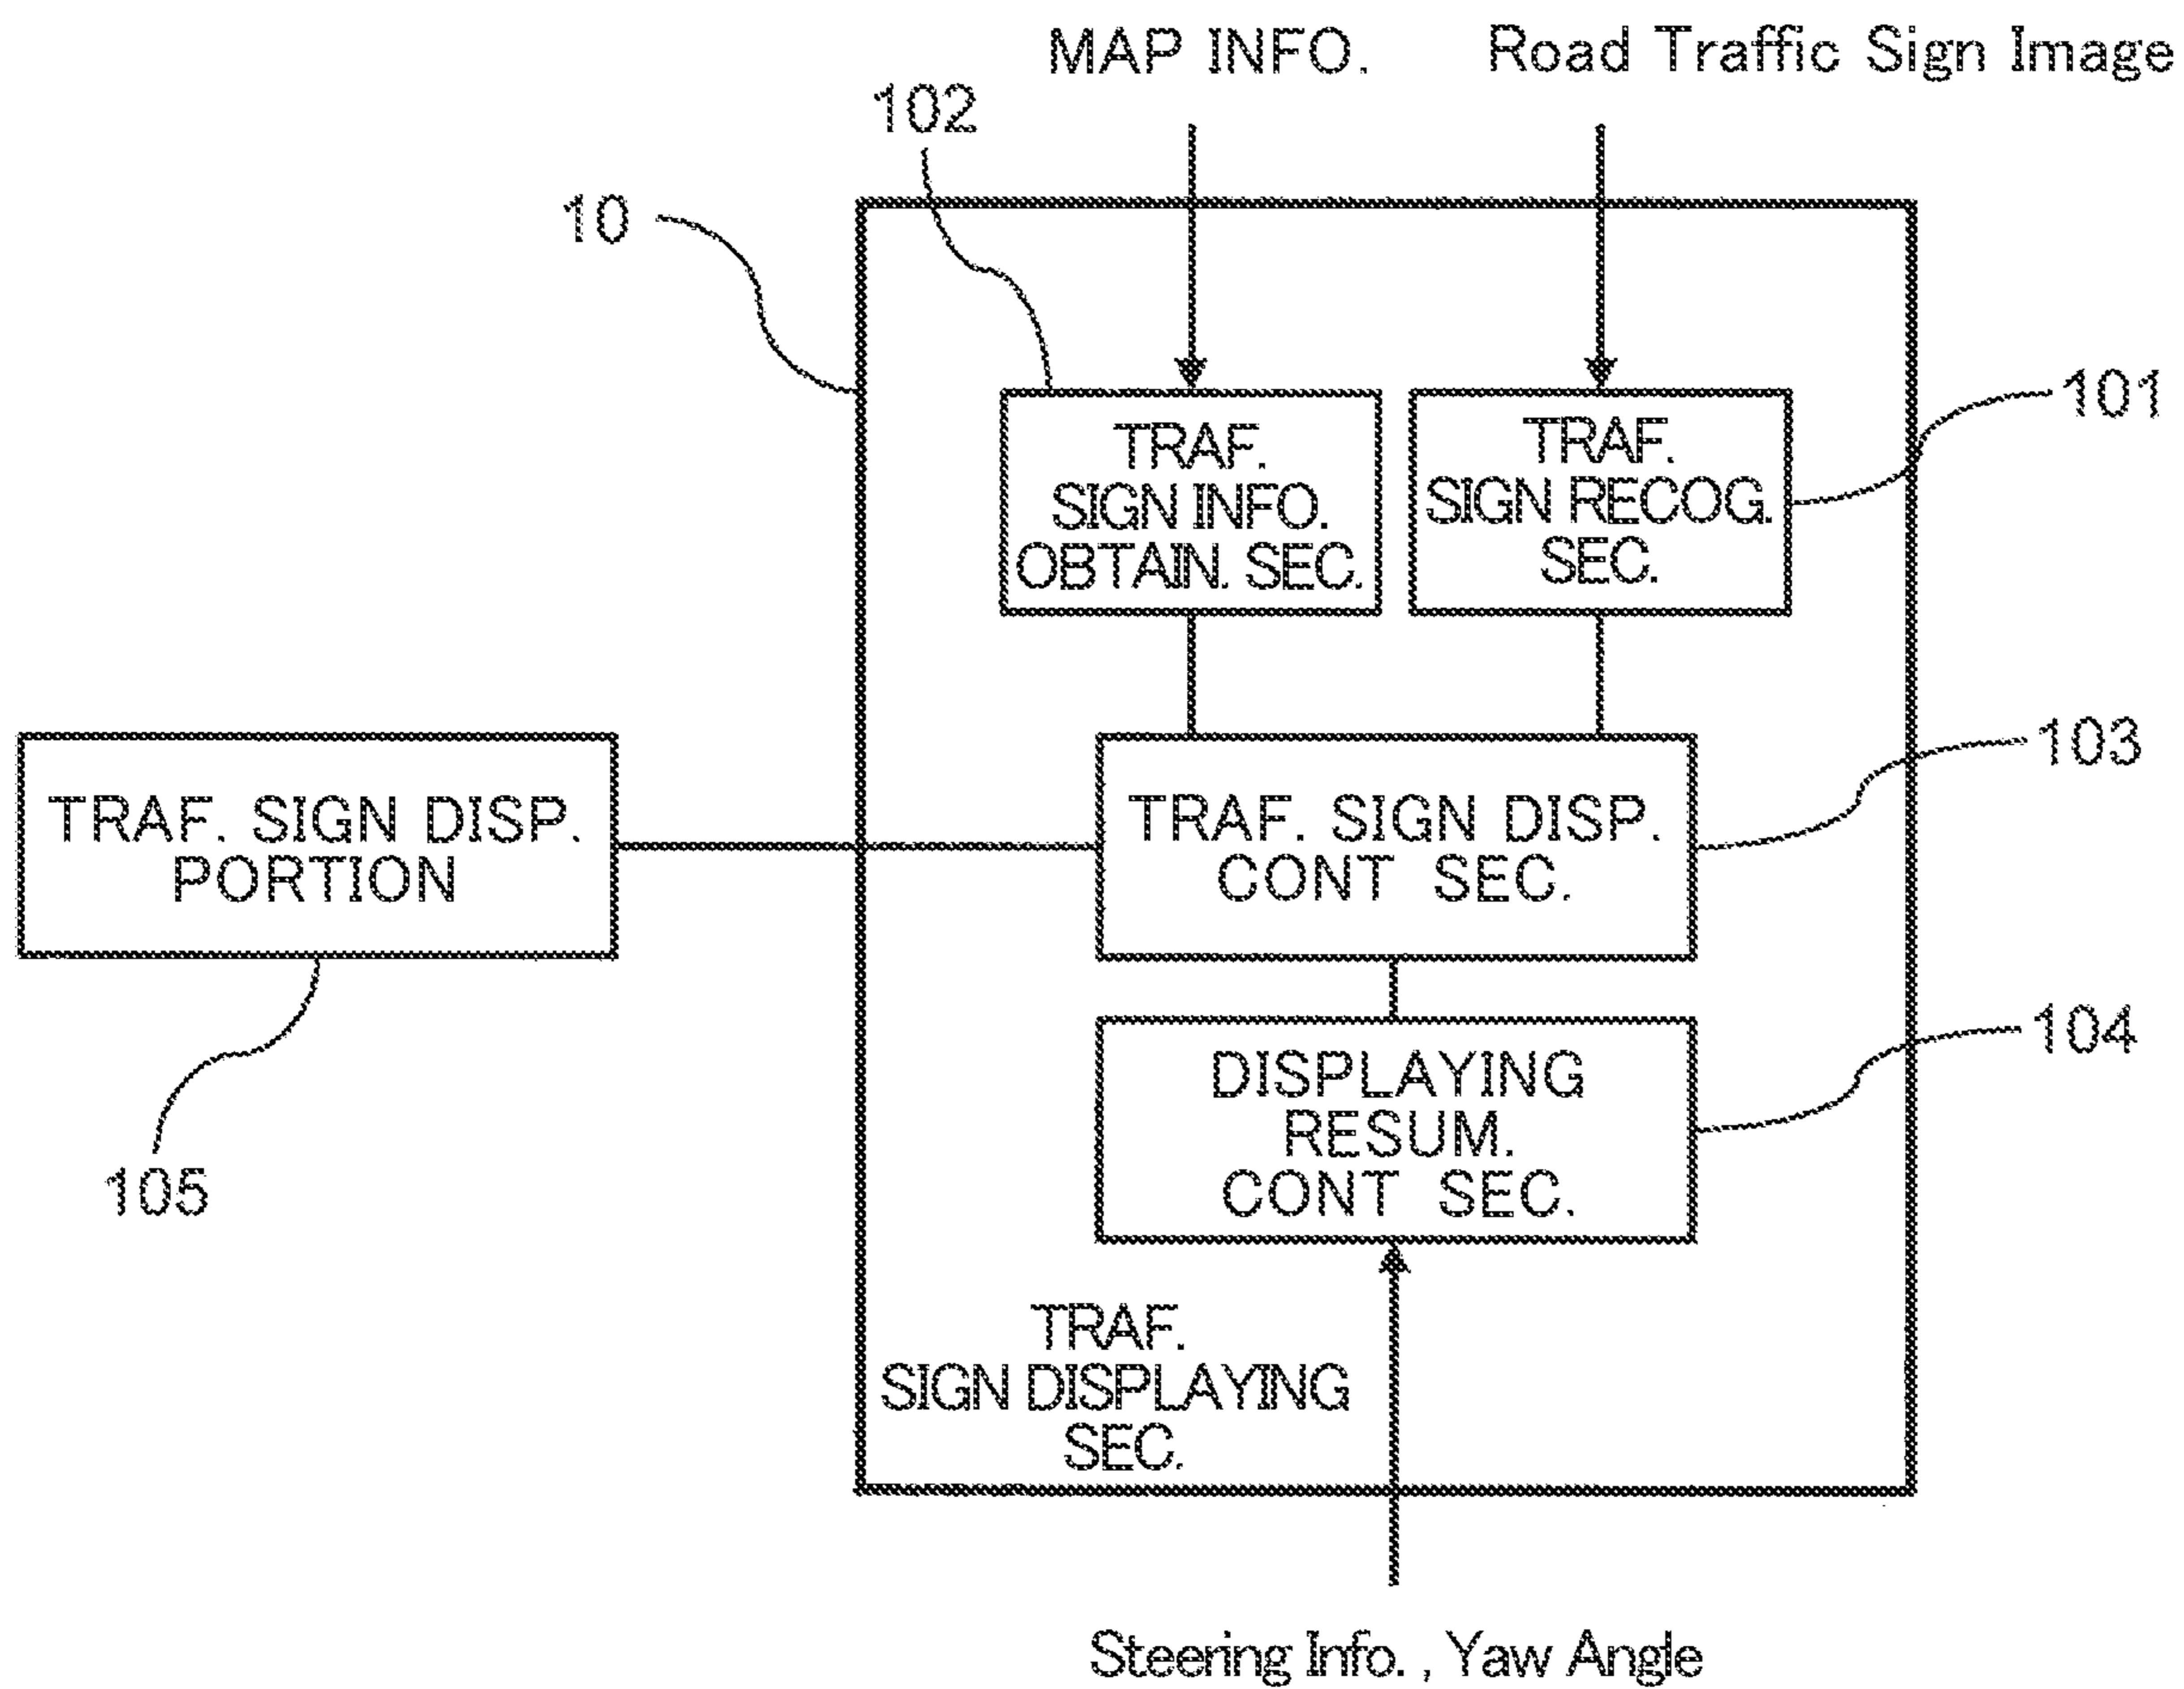 MAP INFO.
Road Traffic Sign Image
102
10
101
TRAF.
SIGN INFO.
OBTAIN. SEC.
TRAF.
SIGN RECOG.
SEC.
103
TRAF. SIGN DISP.
PORTION
TRAF. SIGN DISP.
CONT SEC.
104
DISPLAYING
RESUM.
CONT SEC.
105
TRAF.
SIGN DISPLAYING
SEC.
Steering Info. , Yaw Angle